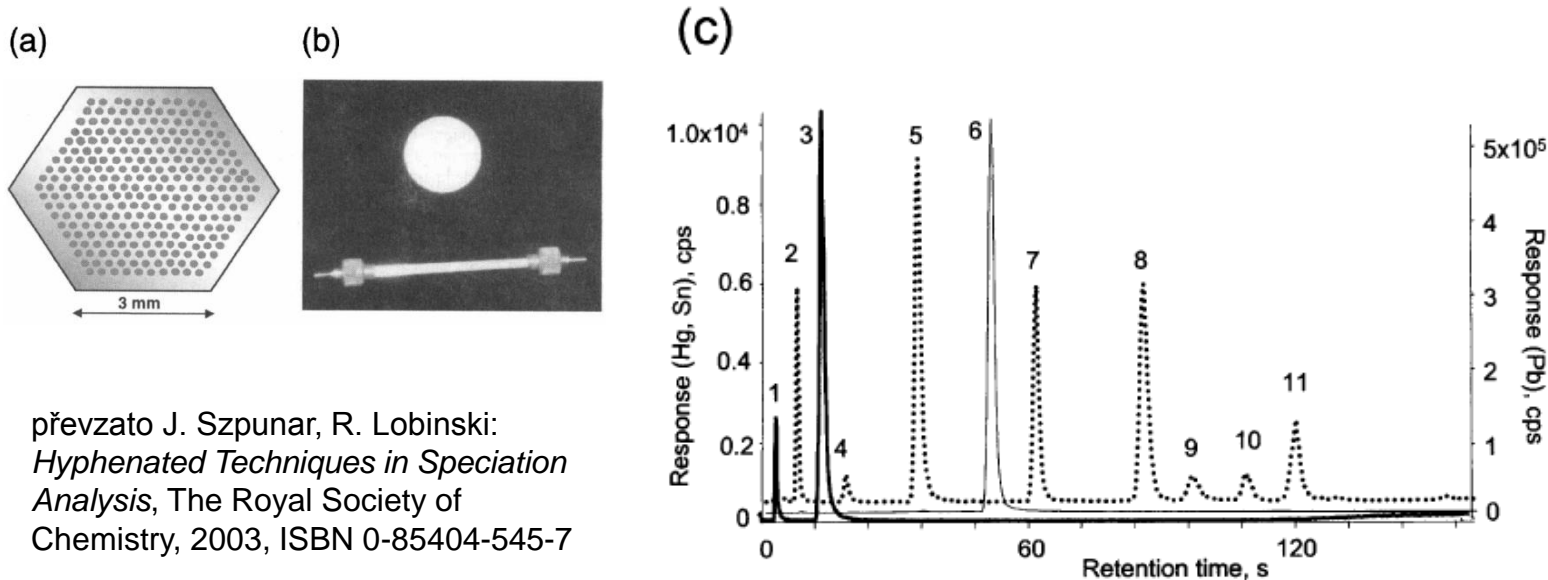 (a)
(b)
3 mm
převzato J. Szpunar, R. Lobinski:
Hyphenated Techniques in Speciation
Analysis, The Royal Society of
Chemistry, 2003, ISBN 0-85404-545-7
(c)
Response (Hg, Sn), cps
1.0x10⁴
0.8
0.6
0.4
0.2
0
1
2
3
4
5
6
7
8
9
10
11
5x10⁵
4
3
2
1
0
Response (Pb), cps
0
60
120
Retention time, s